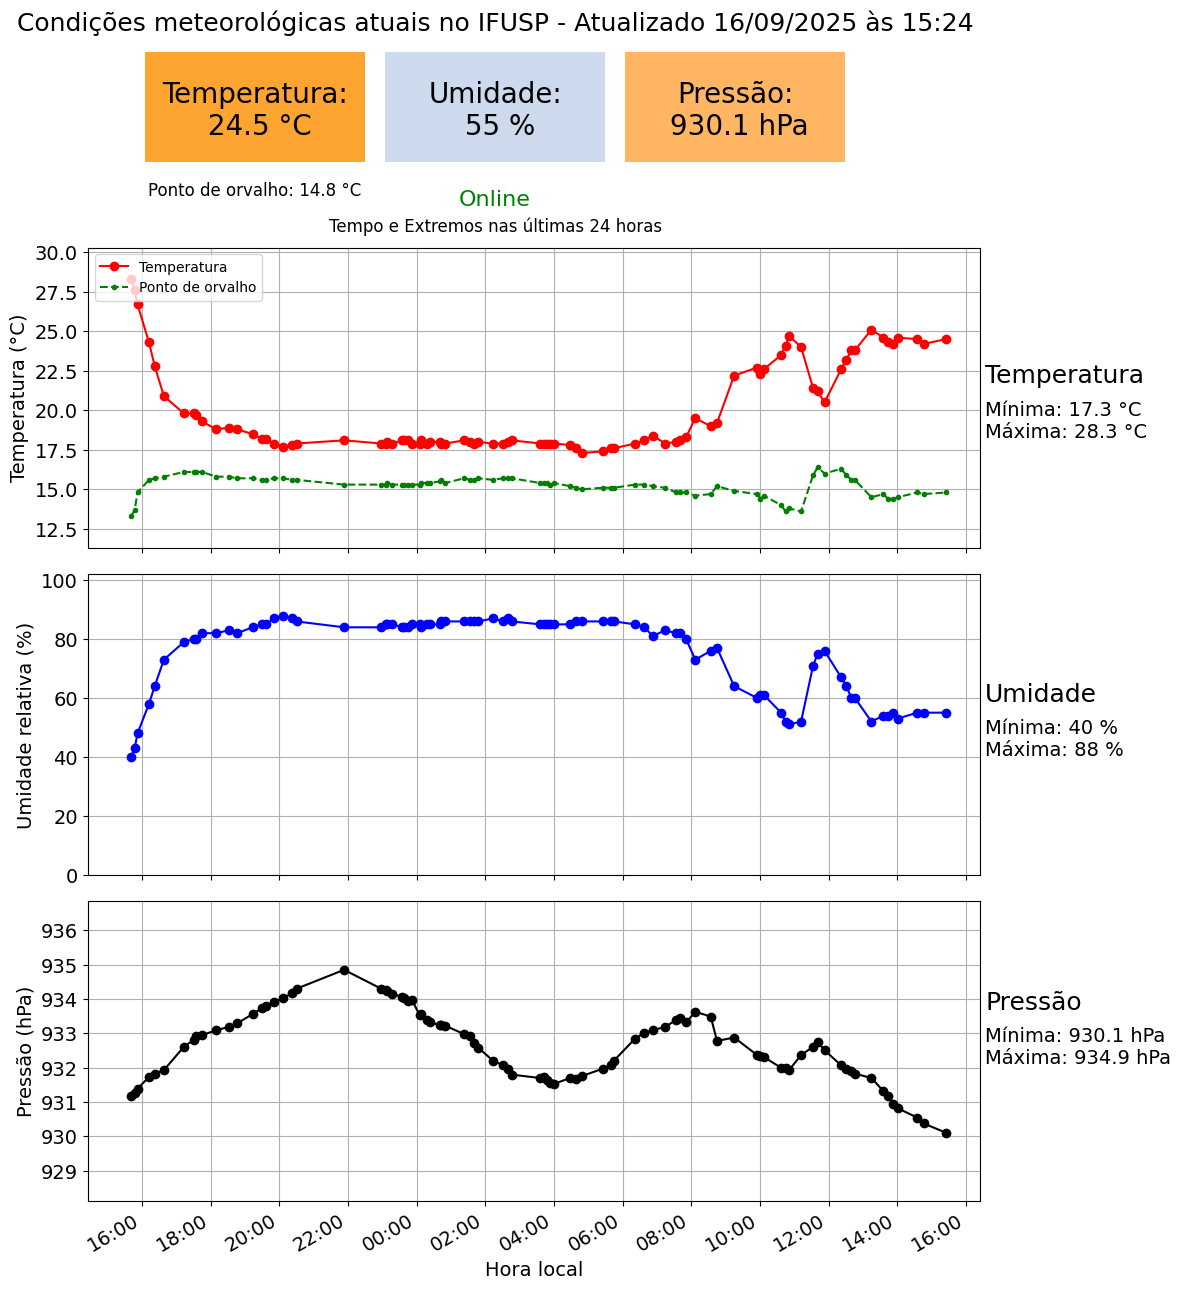 Condições meteorológicas atuais no IFUSP - Atualizado 16/09/2025 às 15:24
Temperatura:
24.5 °C
Umidade:
55 %
Pressão:
930.1 hPa
Ponto de orvalho: 14.8 °C
Online
Tempo e Extremos nas últimas 24 horas
Temperatura (°C)
30.0
27.5
25.0
22.5
20.0
17.5
15.0
12.5
Temperatura
Ponto de orvalho
Temperatura
Mínima: 17.3 °C
Máxima: 28.3 °C
Umidade relativa (%)
100
80
60
40
20
0
Umidade
Mínima: 40 %
Máxima: 88 %
Pressão (hPa)
936
935
934
933
932
931
930
929
Pressão
Mínima: 930.1 hPa
Máxima: 934.9 hPa
16:00 18:00 20:00 22:00 00:00 02:00 04:00 06:00 08:00 10:00 12:00 14:00 16:00
Hora local